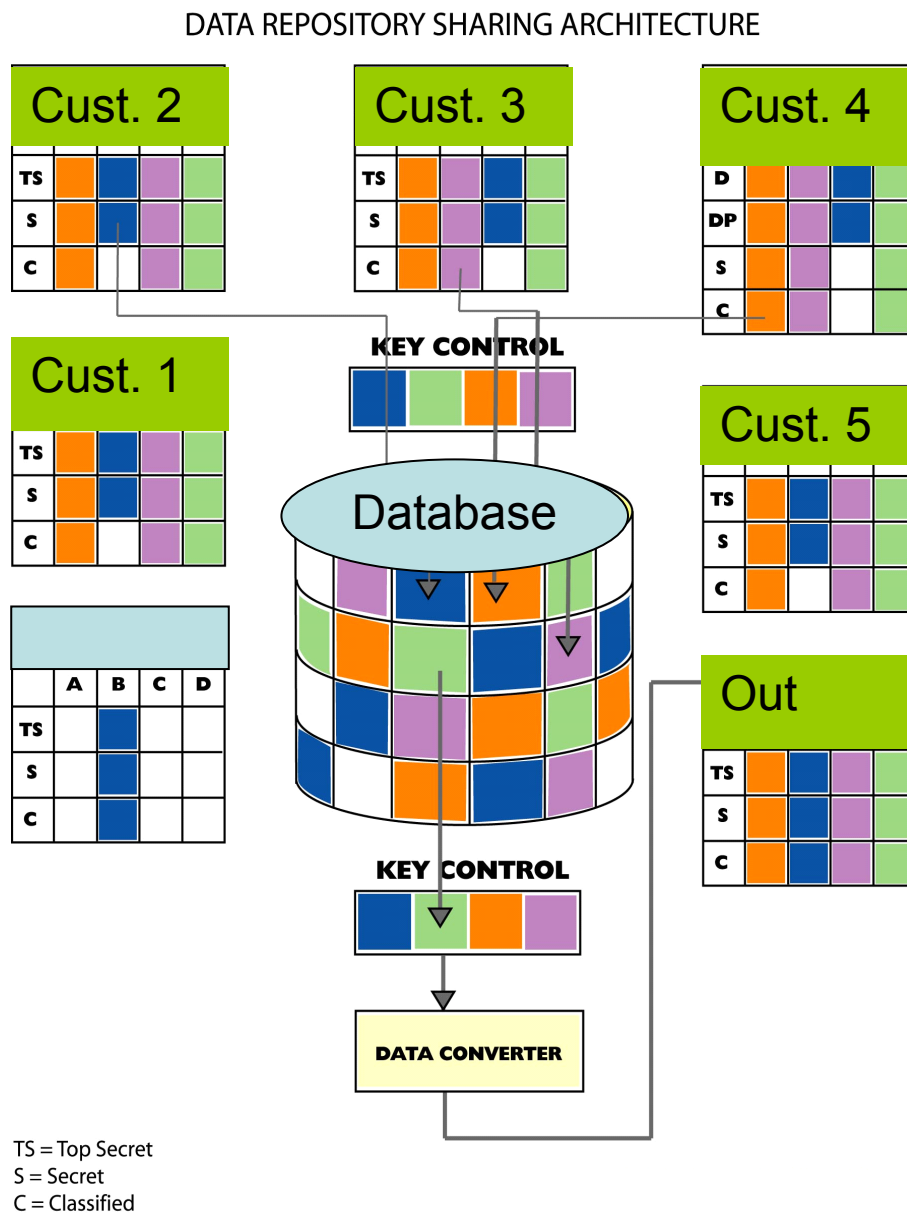 DATA REPOSITORY SHARING ARCHITECTURE
Cust. 2
TS
S
C
Cust. 3
TS
S
C
Cust. 4
D
DP
S
C
KEY CONTROL
Cust. 1
TS
S
C
Cust. 5
TS
S
C
Database
A B C D
TS
S
C
Out
TS
S
C
KEY CONTROL
DATA CONVERTER
TS = Top Secret
S = Secret
C = Classified